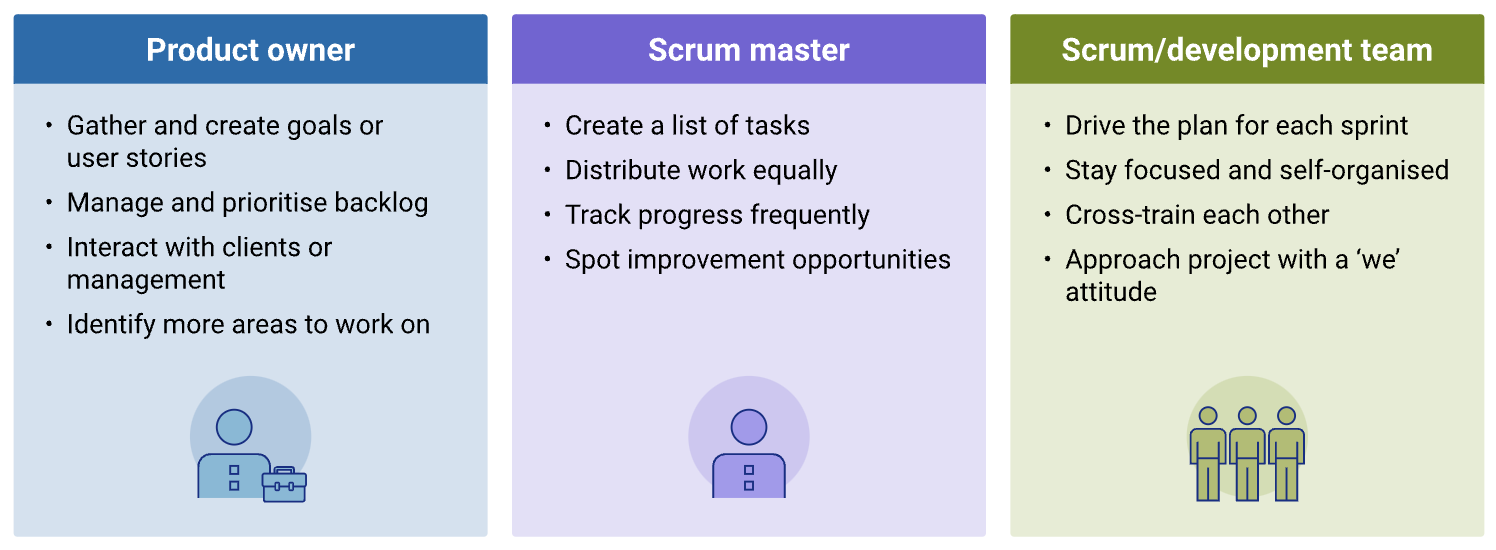 Product owner
• Gather and create goals or
user stories
• Manage and prioritise backlog
• Interact with clients or
management
• Identify more areas to work on
Scrum master
• Create a list of tasks
• Distribute work equally
• Track progress frequently
• Spot improvement opportunities
Scrum/development team
• Drive the plan for each sprint
• Stay focused and self-organised
• Cross-train each other
• Approach project with a ‘we’
attitude